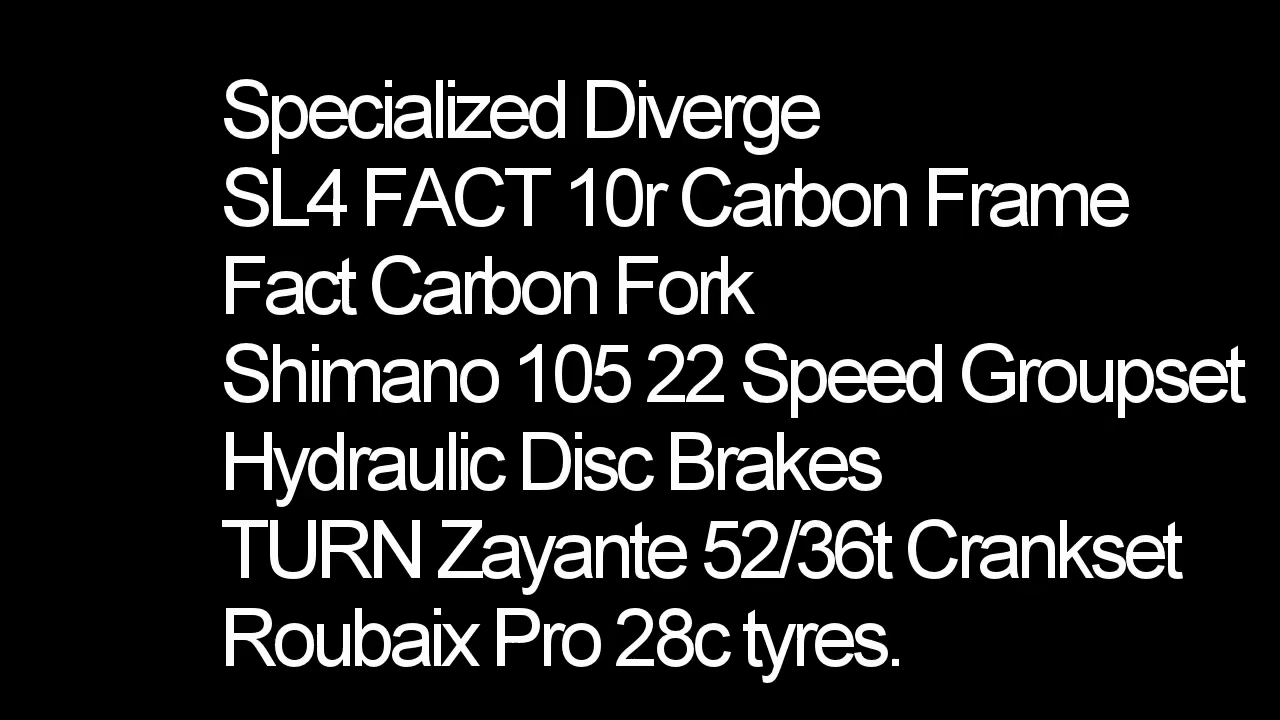 Specialized Diverge
SL4 FACT 10r Carbon Frame
Fact Carbon Fork
Shimano 105 22 Speed Groupset
Hydraulic Disc Brakes
TURN Zayante 52/36t Crankset
Roubaix Pro 28c tyres.